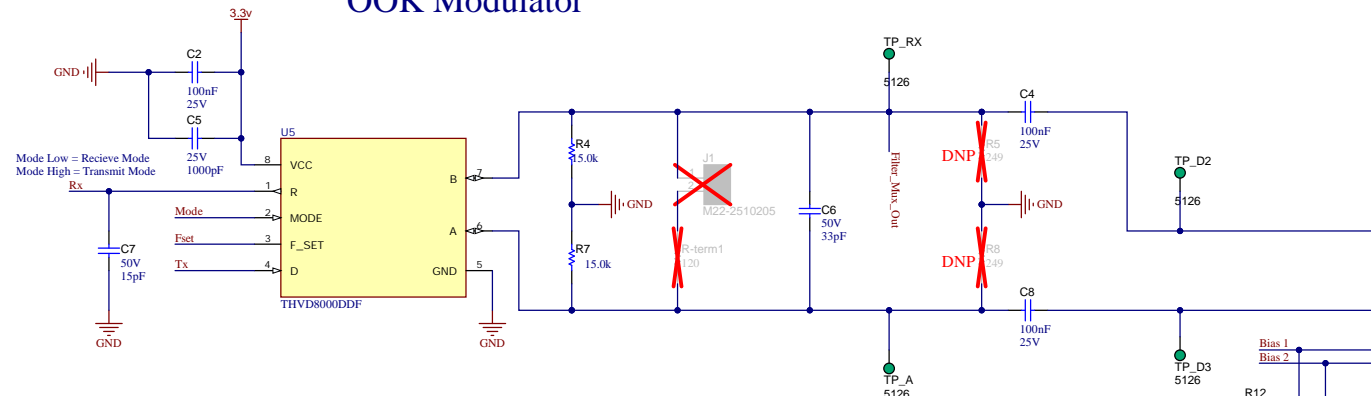 OOK Modulator
3.3v
TP_RX
5126
C2
GND
100nF
25V
C5
25V
1000pF
Mode Low = Recieve Mode
Mode High = Transmit Mode
Rx
Mode
Fset
Tx
C7
50V
15pF
GND
U5
8
VCC
1
R
2
MODE
3
F_SET
4
D
B
7
A
6
GND
5
THVD8000DDF
GND
R4
15.0k
GND
R7
15.0k
J1
1
2
M22-2510205
R-term1
120
C6
50V
33pF
Filter_Mux_Out
DNP
R5
249
GND
DNP
R8
249
C4
100nF
25V
C8
100nF
25V
TP_D2
5126
TP_A
5126
TP_D3
5126
Bias 1
Bias 2
R12